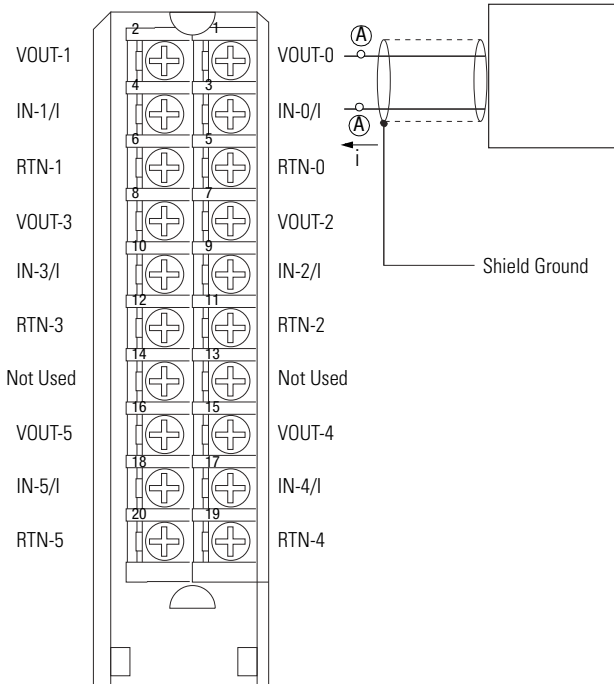 2 1
VOUT-1 VOUT-0 A
4 3
IN-1/I IN-0/I A
6 5 i
RTN-1 RTN-0
8 7
VOUT-3 VOUT-2
10 9
IN-3/I IN-2/I Shield Ground
12 11
RTN-3 RTN-2
14 13
Not Used Not Used
16 15
VOUT-5 VOUT-4
18 17
IN-5/I IN-4/I
20 19
RTN-5 RTN-4